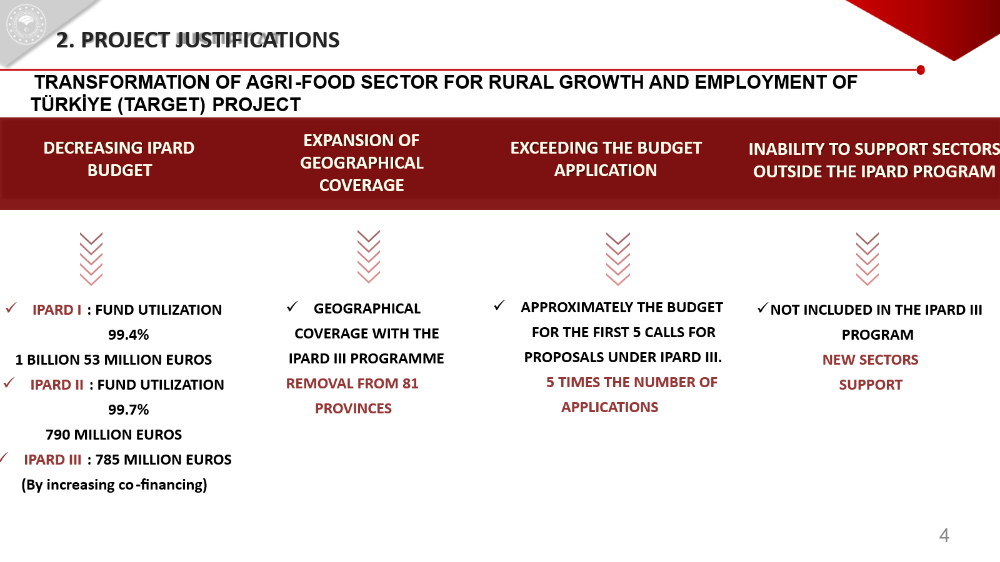 2. PROJECT JUSTIFICATIONS
TRANSFORMATION OF AGRI-FOOD SECTOR FOR RURAL GROWTH AND EMPLOYMENT OF
TÜRKİYE (TARGET) PROJECT
DECREASING IPARD
BUDGET
EXPANSION OF
GEOGRAPHICAL
COVERAGE
EXCEEDING THE BUDGET
APPLICATION
INABILITY TO SUPPORT SECTORS
OUTSIDE THE IPARD PROGRAM
✓ IPARD I : FUND UTILIZATION
99.4%
1 BILLION 53 MILLION EUROS
✓ IPARD II : FUND UTILIZATION
99.7%
790 MILLION EUROS
✓ IPARD III : 785 MILLION EUROS
(By increasing co-financing)
✓ GEOGRAPHICAL
COVERAGE WITH THE
IPARD III PROGRAMME
REMOVAL FROM 81
PROVINCES
✓ APPROXIMATELY THE BUDGET
FOR THE FIRST 5 CALLS FOR
PROPOSALS UNDER IPARD III.
5 TIMES THE NUMBER OF
APPLICATIONS
✓ NOT INCLUDED IN THE IPARD III
PROGRAM
NEW SECTORS
SUPPORT
4